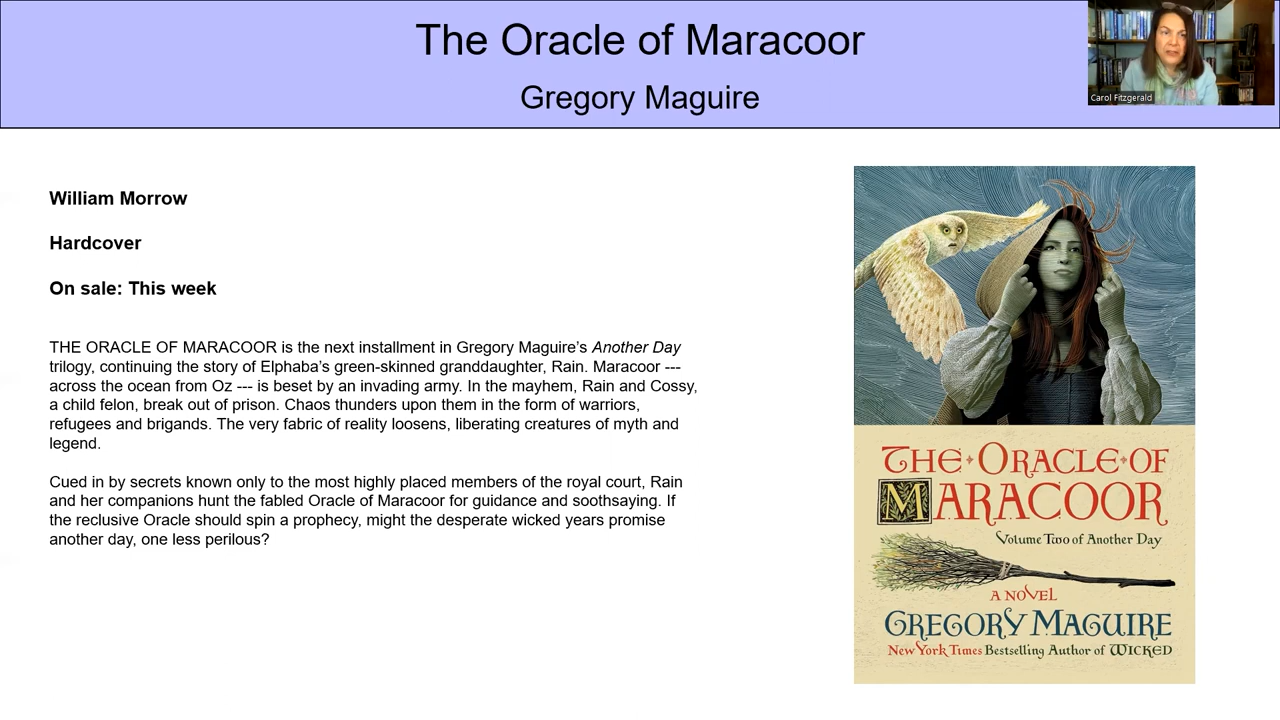 The Oracle of Maracoor
Gregory Maguire
Carol Fitzgerald
William Morrow
Hardcover
On sale: This week
THE ORACLE OF MARACOOR is the next installment in Gregory Maguire’s Another Day
trilogy, continuing the story of Elphaba’s green-skinned granddaughter, Rain. Maracoor ---
across the ocean from Oz --- is beset by an invading army. In the mayhem, Rain and Cossy,
a child felon, break out of prison. Chaos thunders upon them in the form of warriors,
refugees and brigands. The very fabric of reality loosens, liberating creatures of myth and
legend.
Cued in by secrets known only to the most highly placed members of the royal court, Rain
and her companions hunt the fabled Oracle of Maracoor for guidance and soothsaying. If
the reclusive Oracle should spin a prophecy, might the desperate wicked years promise
another day, one less perilous?
THE ORACLE OF
MARACOOR
Volume Two of Another Day
A NOVEL
GREGORY MAGUIRE
New York Times Bestselling Author of WICKED